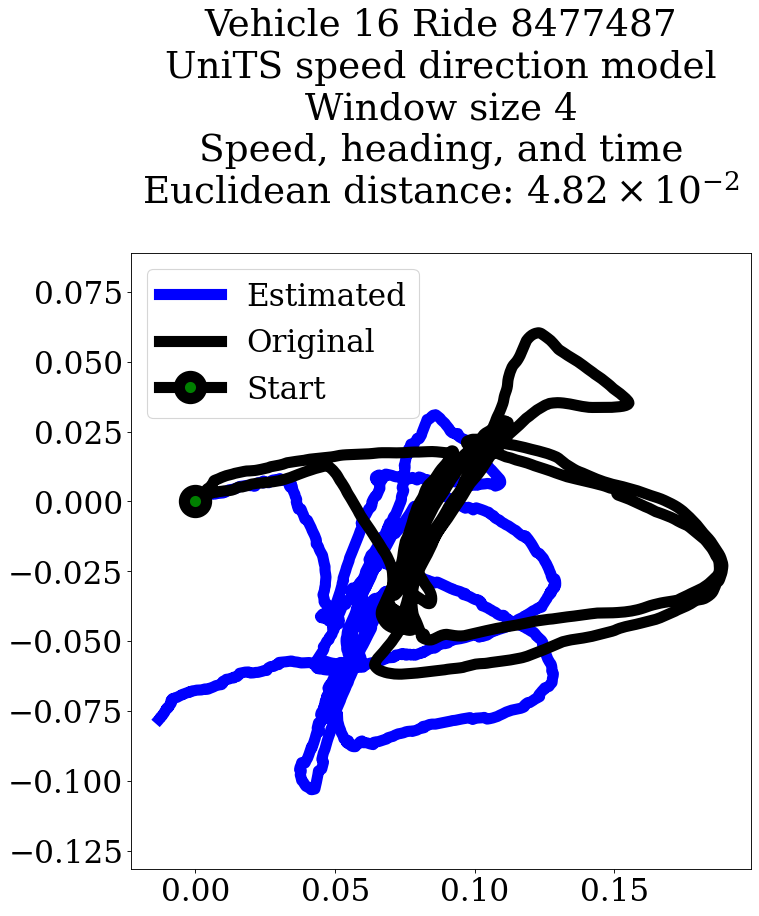 Vehicle 16 Ride 8477487
UniTS speed direction model
Window size 4
Speed, heading, and time
Euclidean distance: 4.82 × 10⁻²
Estimated
Original
Start
0.075
0.050
0.025
0.000
−0.025
−0.050
−0.075
−0.100
−0.125
0.00 0.05 0.10 0.15